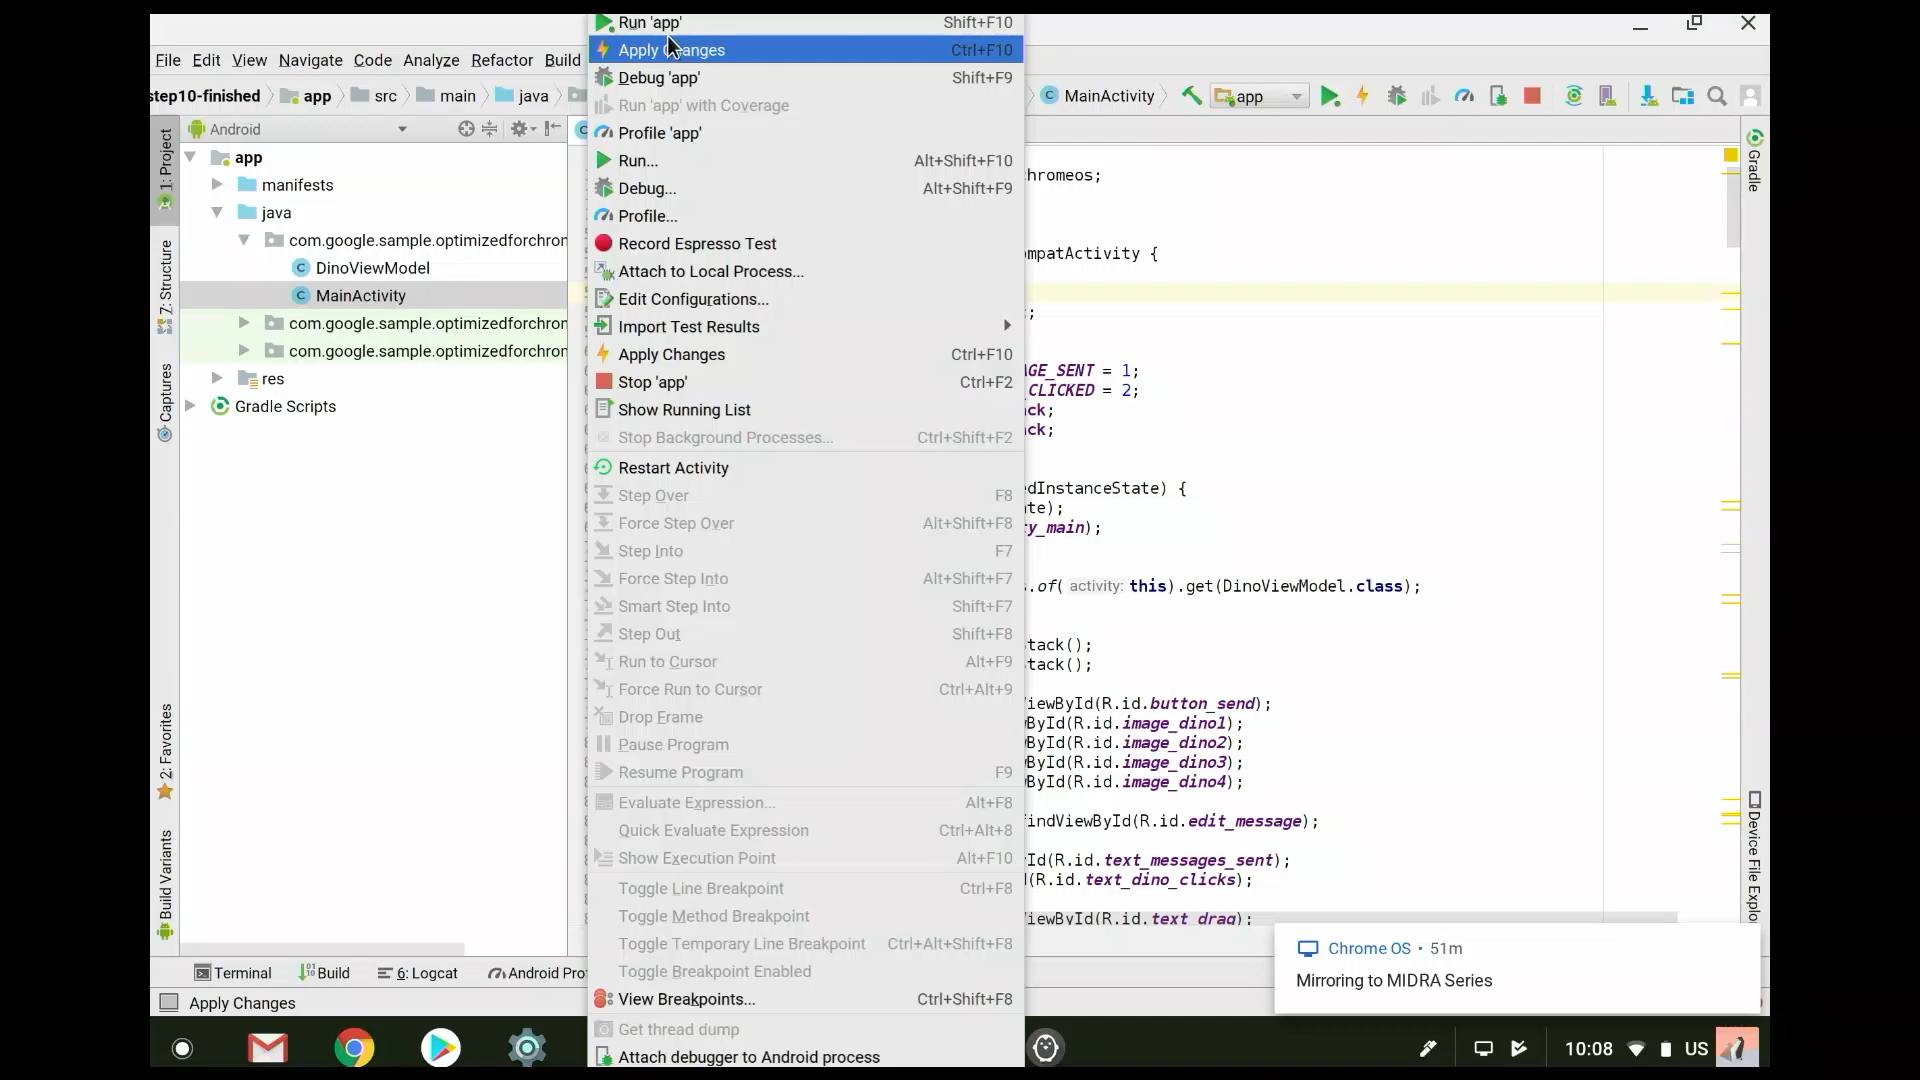 File Edit View Navigate Code Analyze Refactor Build
step10-finished app src main java
MainActivity
app
Android
1: Project
7: Structure
Captures
2: Favorites
Build Variants
app
manifests
java
com.google.sample.optimizedforchron
DinoViewModel
MainActivity
com.google.sample.optimizedforchron
com.google.sample.optimizedforchron
res
Gradle Scripts
Run 'app' Shift+F10
Apply Changes Ctrl+F10
Debug 'app' Shift+F9
Run 'app' with Coverage
Profile 'app'
Run... Alt+Shift+F10
Debug... Alt+Shift+F9
Profile...
Record Espresso Test
Attach to Local Process...
Edit Configurations...
Import Test Results
Apply Changes Ctrl+F10
Stop 'app' Ctrl+F2
Show Running List
Stop Background Processes... Ctrl+Shift+F2
Restart Activity
Step Over F8
Force Step Over Alt+Shift+F8
Step Into F7
Force Step Into Alt+Shift+F7
Smart Step Into Shift+F7
Step Out Shift+F8
Run to Cursor Alt+F9
Force Run to Cursor Ctrl+Alt+9
Drop Frame
Pause Program
Resume Program F9
Evaluate Expression... Alt+F8
Quick Evaluate Expression Ctrl+Alt+8
Show Execution Point Alt+F10
Toggle Line Breakpoint Ctrl+F8
Toggle Method Breakpoint
Toggle Temporary Line Breakpoint Ctrl+Alt+Shift+F8
Toggle Breakpoint Enabled
View Breakpoints... Ctrl+Shift+F8
Get thread dump
Attach debugger to Android process
hromeos;
mpatActivity {
;
AGE_SENT = 1;
_CLICKED = 2;
ck;
ck;
edInstanceState) {
ate);
y_main);
.of( activity: this).get(DinoViewModel.class);
tack();
tack();
iewById(R.id.button_send);
ById(R.id.image_dino1);
ById(R.id.image_dino2);
ById(R.id.image_dino3);
ById(R.id.image_dino4);
indViewById(R.id.edit_message);
Id(R.id.text_messages_sent);
d(R.id.text_dino_clicks);
iewById(R.id.text_drag);
Gradle
Device File Explo
Chrome OS • 51m
Mirroring to MIDRA Series
Terminal Build 6: Logcat Android Prof
Apply Changes
10:08 US